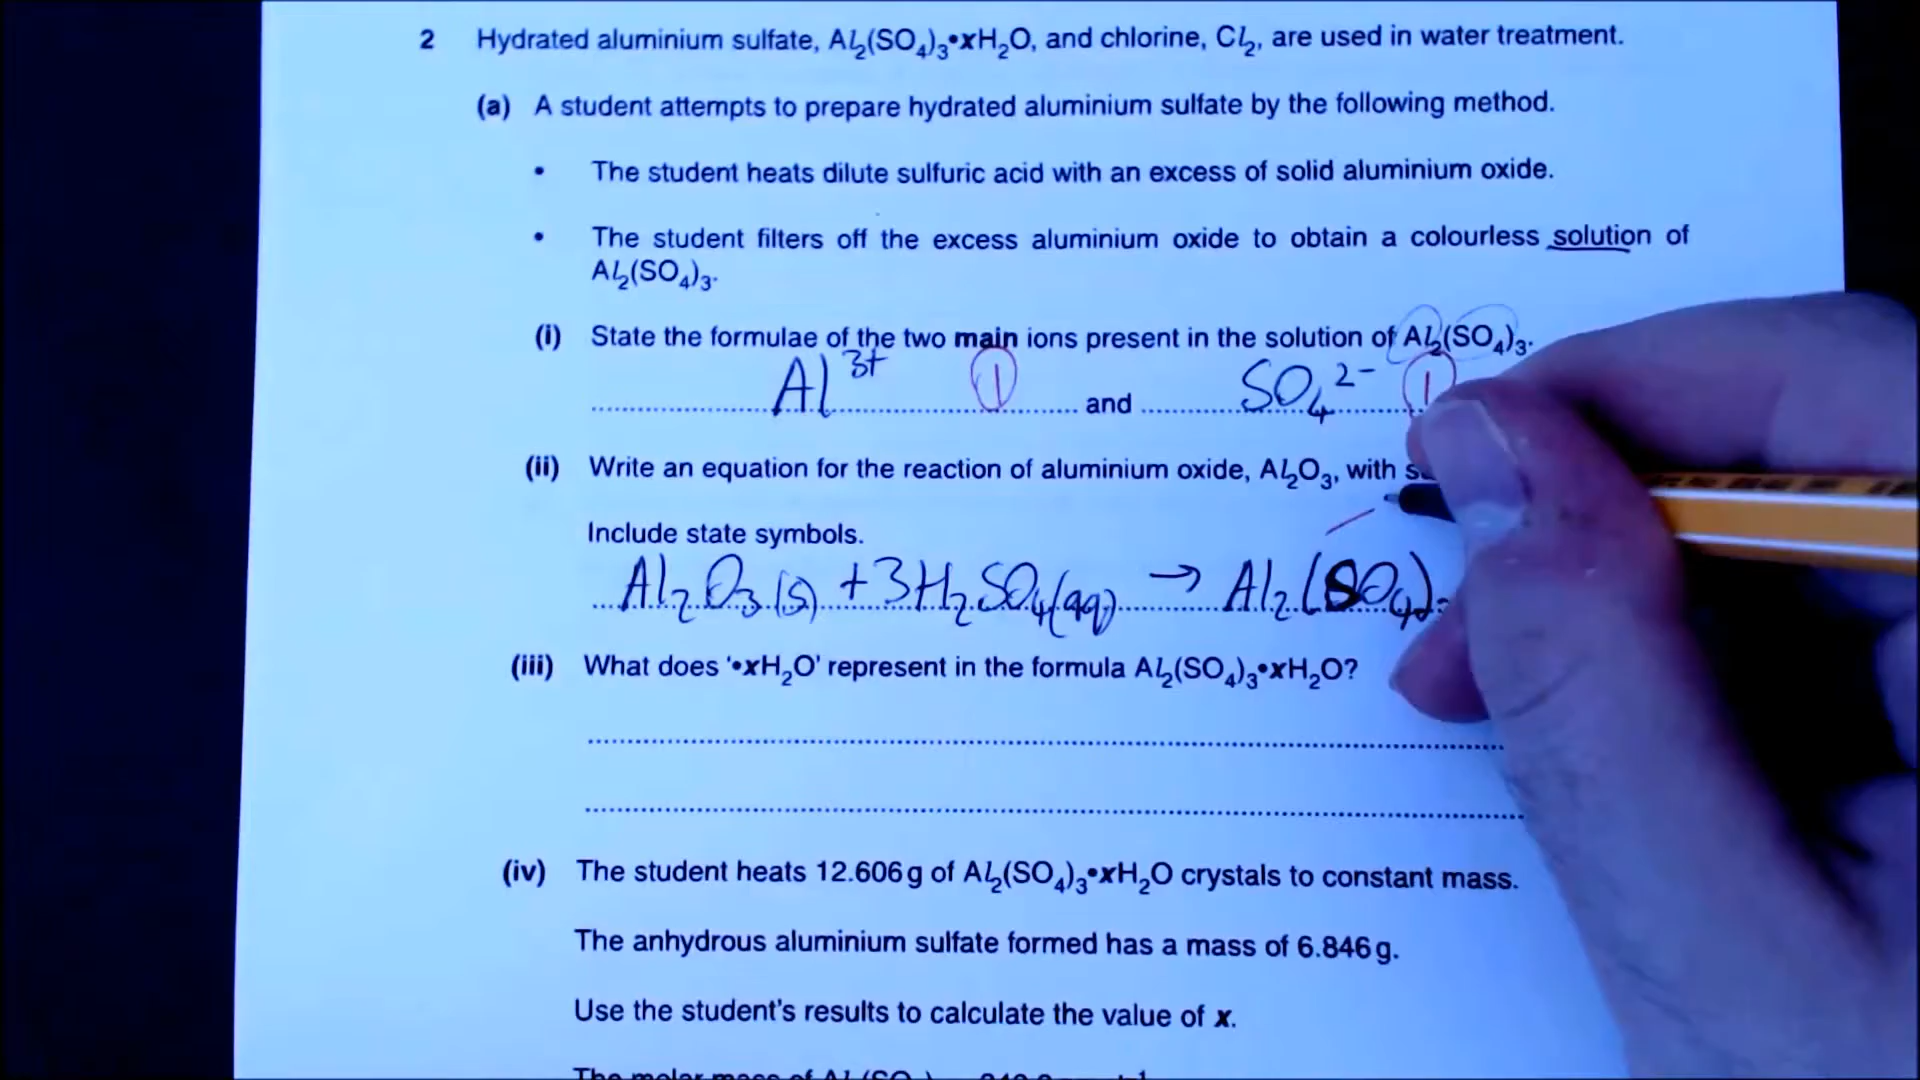 2 Hydrated aluminium sulfate, Al₂(SO₄)₃•xH₂O, and chlorine, Cl₂, are used in water treatment.
(a) A student attempts to prepare hydrated aluminium sulfate by the following method.
• The student heats dilute sulfuric acid with an excess of solid aluminium oxide.
• The student filters off the excess aluminium oxide to obtain a colourless solution of
Al₂(SO₄)₃.
(i) State the formulae of the two main ions present in the solution of Al₂(SO₄)₃.
Al³⁺ 1 and SO₄²⁻ 1
(ii) Write an equation for the reaction of aluminium oxide, Al₂O₃, with
Include state symbols.
Al₂O₃(s) + 3H₂SO₄(aq) → Al₂(SO₄)
(iii) What does '•xH₂O' represent in the formula Al₂(SO₄)₃•xH₂O?
(iv) The student heats 12.606 g of Al₂(SO₄)₃•xH₂O crystals to constant mass.
The anhydrous aluminium sulfate formed has a mass of 6.846 g.
Use the student's results to calculate the value of x.
The molar mass of